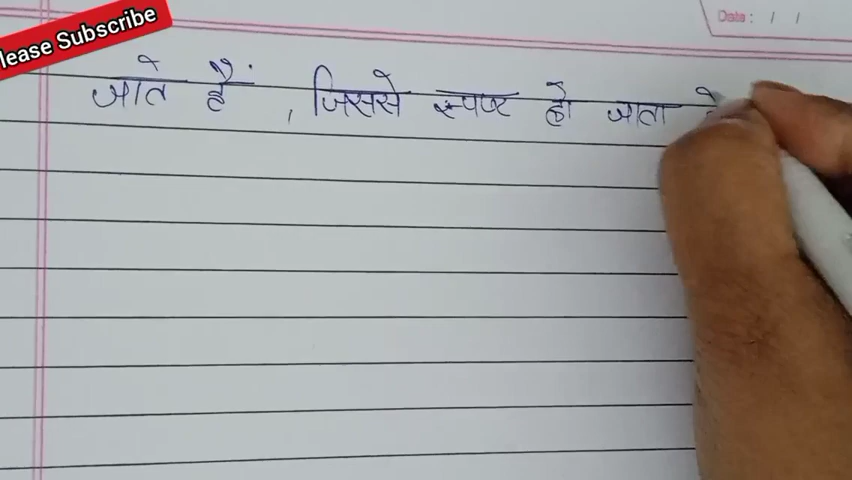 Please Subscribe
Date: / /
जाते हैं , जिससे स्पष्ट हो जाता